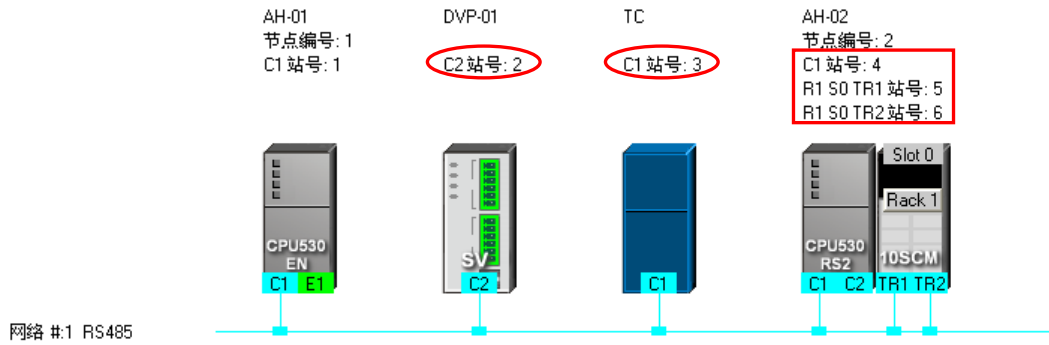 AH-01
节点编号: 1
C1 站号: 1
DVP-01
C2 站号: 2
TC
C1 站号: 3
AH-02
节点编号: 2
C1 站号: 4
R1 S0 TR1 站号: 5
R1 S0 TR2 站号: 6
CPU530
EN
C1 E1
SV
C2
C1
CPU530
RS2
C1 C2
Slot 0
Rack 1
10SCM
TR1 TR2
网络 #:1 RS485